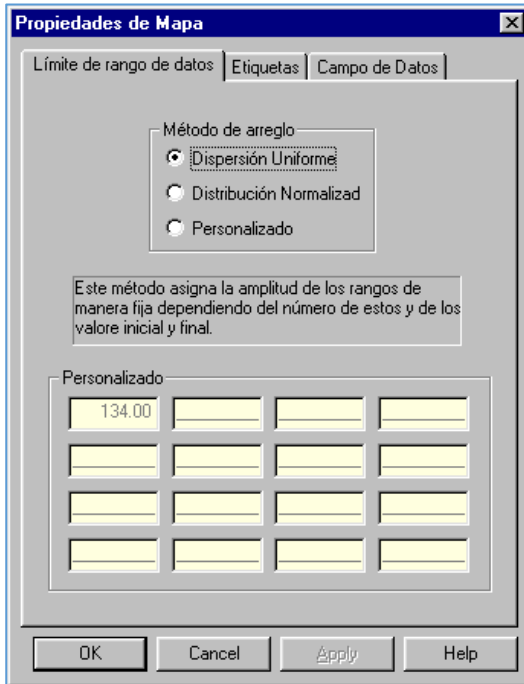 Propiedades de Mapa
Límite de rango de datos Etiquetas Campo de Datos
Método de arreglo
Dispersión Uniforme
Distribución Normalizad
Personalizado
Este método asigna la amplitud de los rangos de
manera fija dependiendo del número de estos y de los
valore inicial y final.
Personalizado
134.00
OK Cancel Apply Help